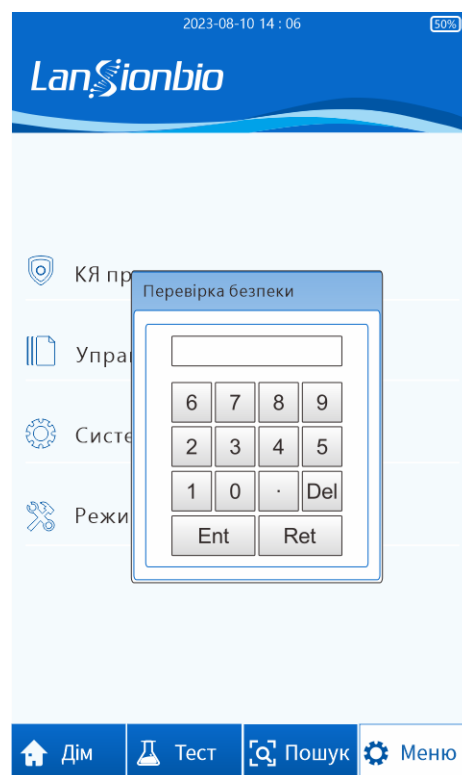 2023-08-10 14 : 06
50%
Lansionbio
КЯ пр
Перевірка безпеки
Упра
6 7 8 9
Систе
2 3 4 5
1 0 · Del
Режи
Ent Ret
Дім Тест Пошук Меню